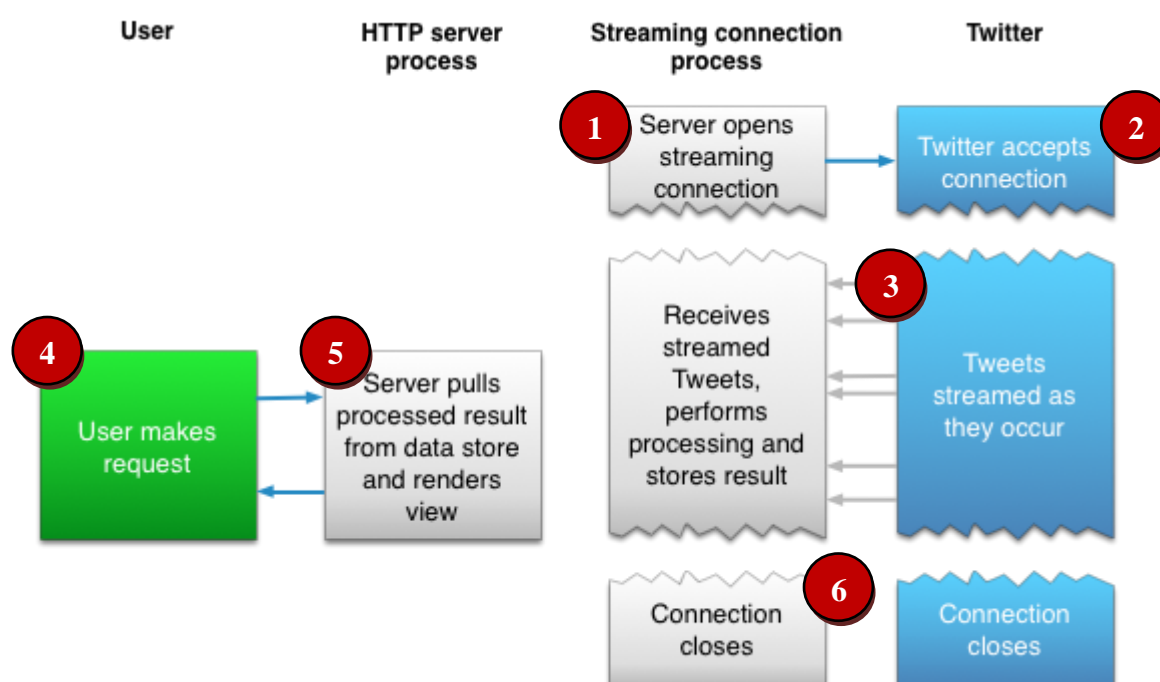 User
HTTP server
process
Streaming connection
process
Twitter
1
Server opens
streaming
connection
2
Twitter accepts
connection
3
Receives
streamed
Tweets,
performs
processing and
stores result
Tweets
streamed as
they occur
4
User makes
request
5
Server pulls
processed result
from data store
and renders
view
6
Connection
closes
Connection
closes